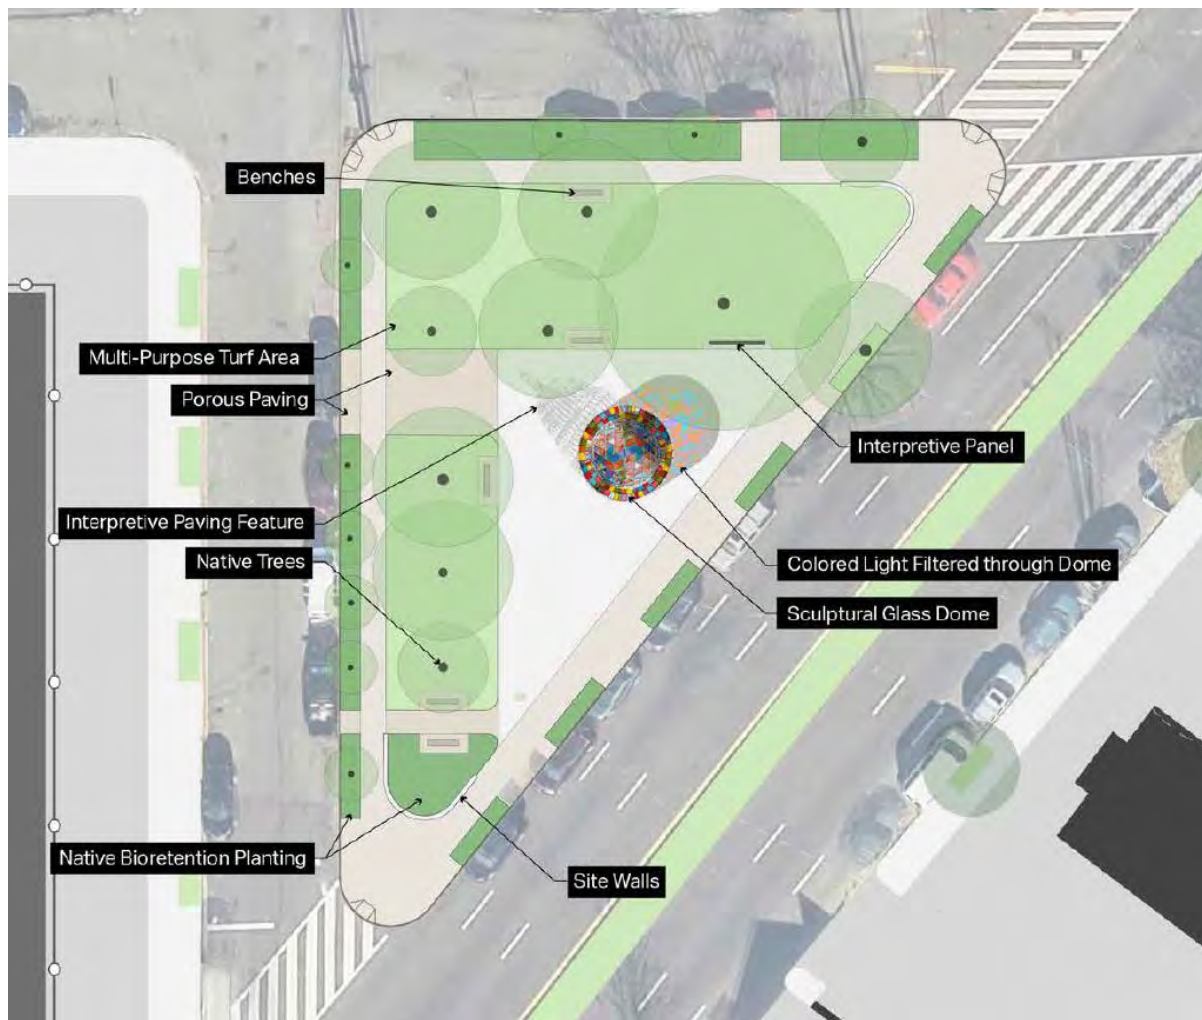 Benches
Multi-Purpose Turf Area
Porous Paving
Interpretive Panel
Interpretive Paving Feature
Native Trees
Colored Light Filtered through Dome
Sculptural Glass Dome
Native Bioretention Planting
Site Walls